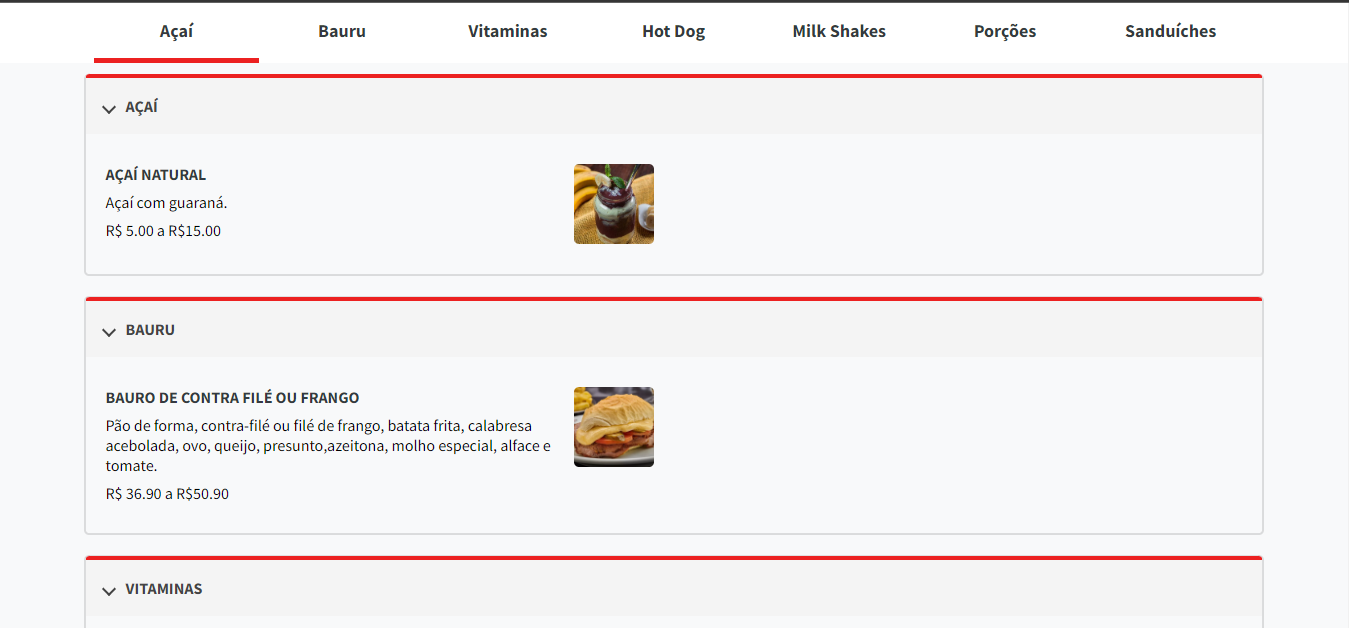 Açaí Bauru Vitaminas Hot Dog Milk Shakes Porções Sanduíches
AÇAÍ
AÇAÍ NATURAL
Açaí com guaraná.
R$ 5.00 a R$15.00
BAURU
BAURO DE CONTRA FILÉ OU FRANGO
Pão de forma, contra-filé ou filé de frango, batata frita, calabresa
acebolada, ovo, queijo, presunto,azeitona, molho especial, alface e
tomate.
R$ 36.90 a R$50.90
VITAMINAS